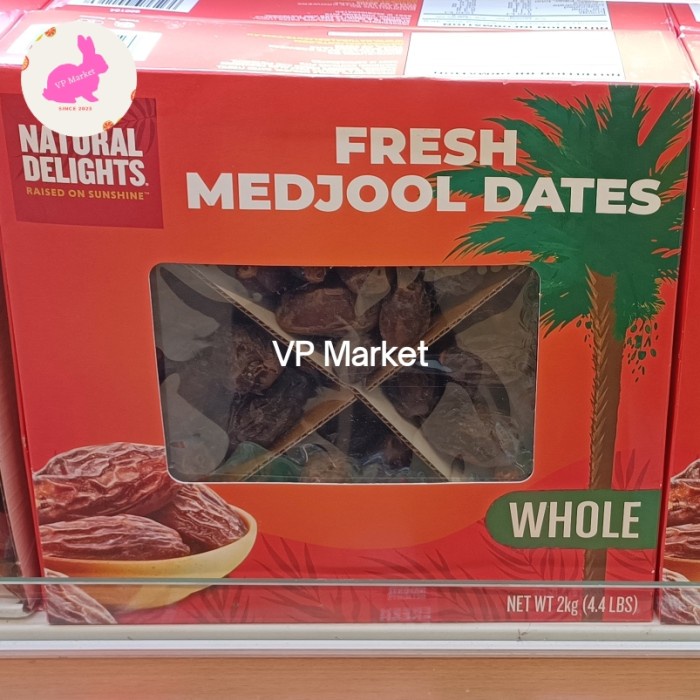 VP Market
SINCE 2023
NATURAL
DELIGHTS
RAISED ON SUNSHINE™
FRESH
MEDJOOL DATES
VP Market
WHOLE
NET WT 2kg (4.4 LBS)